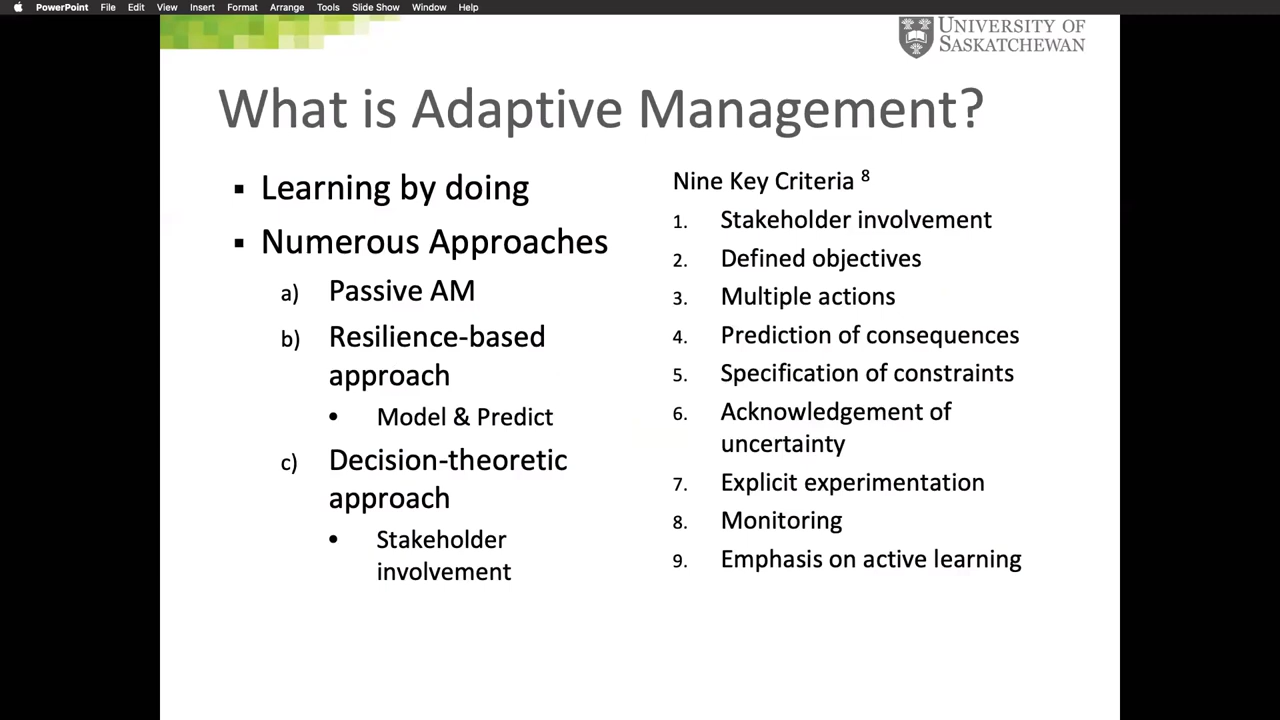 PowerPoint File Edit View Insert Format Arrange Tools Slide Show Window Help
UNIVERSITY OF
SASKATCHEWAN
What is Adaptive Management?
▪ Learning by doing
▪ Numerous Approaches
a) Passive AM
b) Resilience-based
approach
• Model & Predict
c) Decision-theoretic
approach
• Stakeholder
involvement
Nine Key Criteria 8
1. Stakeholder involvement
2. Defined objectives
3. Multiple actions
4. Prediction of consequences
5. Specification of constraints
6. Acknowledgement of
uncertainty
7. Explicit experimentation
8. Monitoring
9. Emphasis on active learning